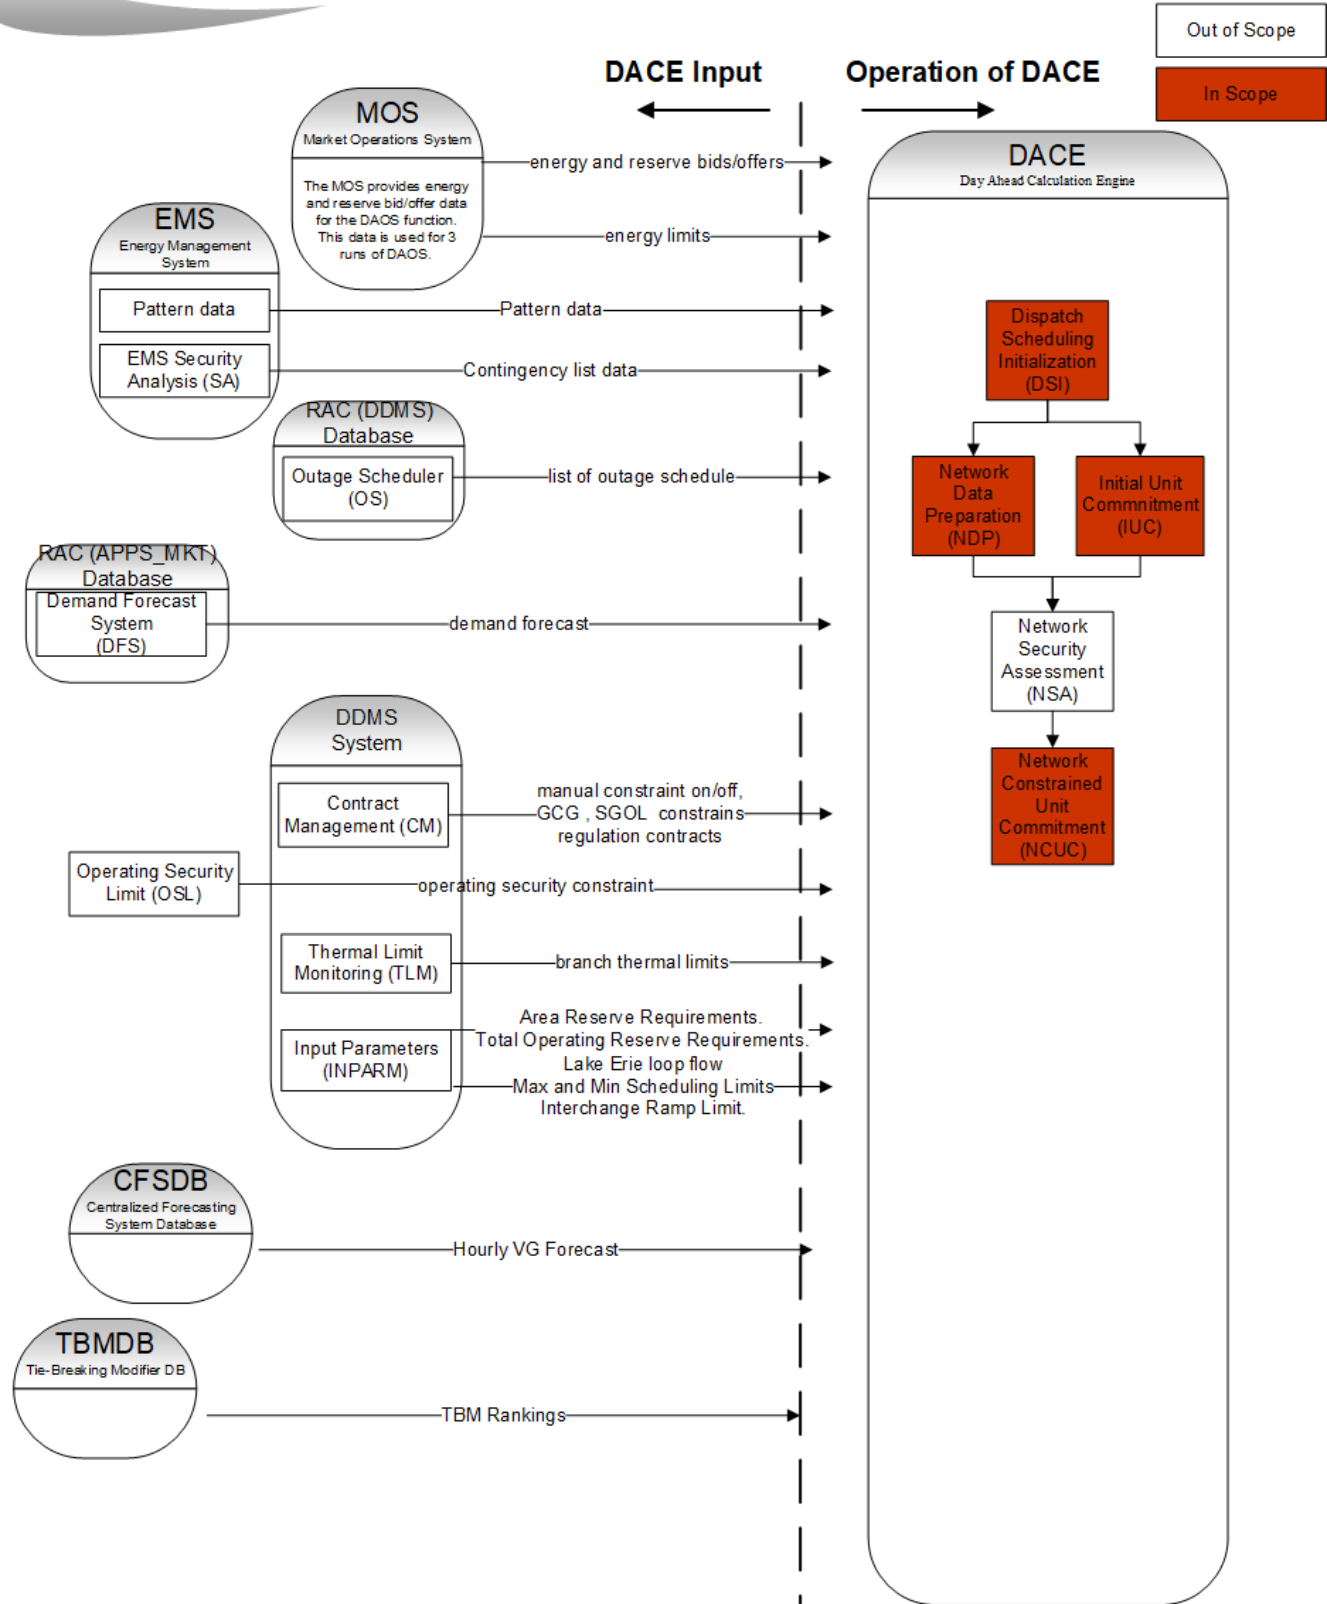 Out of Scope
In Scope
DACE Input
Operation of DACE
MOS
Market Operations System
The MOS provides energy
and reserve bid/offer data
for the DAOS function.
This data is used for 3
runs of DAOS.
energy and reserve bids/offers
energy limits
DACE
Day Ahead Calculation Engine
EMS
Energy Management
System
Pattern data
Pattern data
EMS Security
Analysis (SA)
Contingency list data
Dispatch
Scheduling
Initialization
(DSI)
RAC (DDMS)
Database
Outage Scheduler
(OS)
list of outage schedule
Network
Data
Preparation
(NDP)
Initial Unit
Commnitment
(IUC)
RAC (APPS_MKT)
Database
Demand Forecast
System
(DFS)
demand forecast
Network
Security
Assessment
(NSA)
DDMS
System
Contract
Management (CM)
manual constraint on/off,
GCG , SGOL constrains
regulation contracts
Network
Constrained
Unit
Commitment
(NCUC)
Operating Security
Limit (OSL)
operating security constraint
Thermal Limit
Monitoring (TLM)
branch thermal limits
Input Parameters
(INPARM)
Area Reserve Requirements.
Total Operating Reserve Requirements.
Lake Erie loop flow
Max and Min Scheduling Limits
Interchange Ramp Limit.
CFSDB
Centralized Forecasting
System Database
Hourly VG Forecast
TBMDB
Tie-Breaking Modifier DB
TBM Rankings